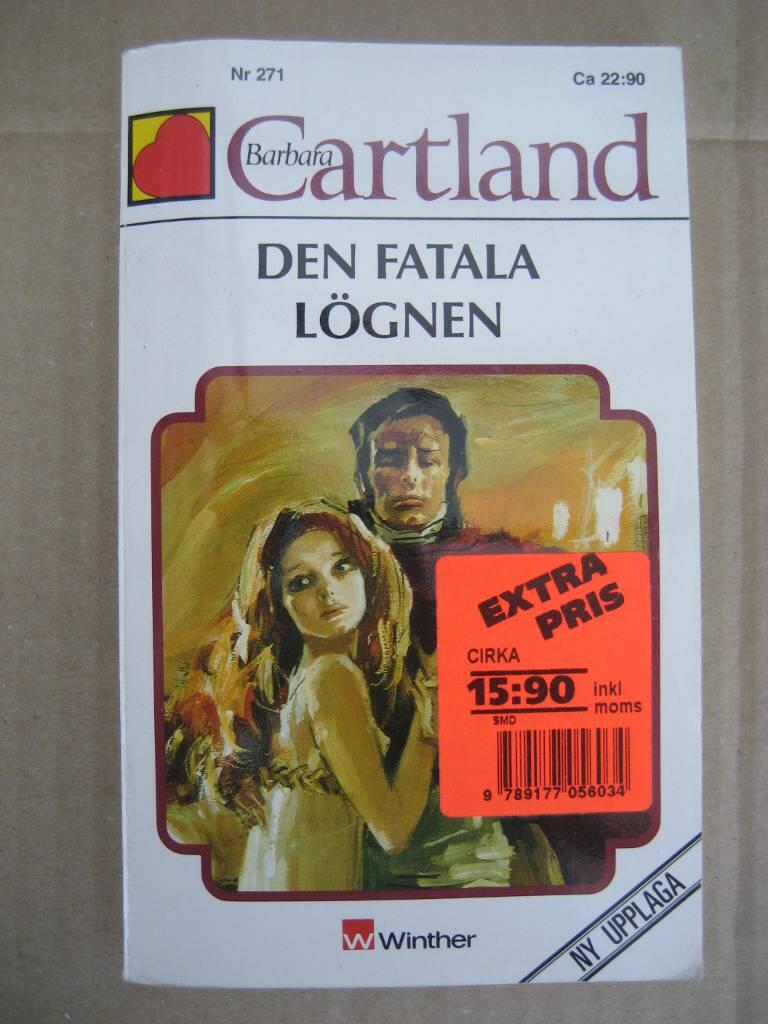 Nr 271
Ca 22:90
Barbara
Cartland
DEN FATALA
LÖGNEN
EXTRA
PRIS
CIRKA
15:90 inkl
moms
SMD
9 789177 056034
W Winther
NY UPPLAGA